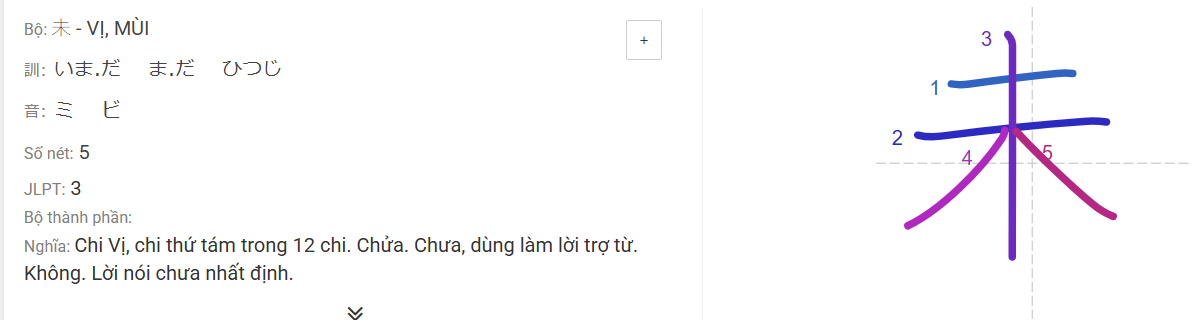 Bộ: 未 - VỊ, MÙI
+
訓: いま.だ ま.だ ひつじ
音: ミ ビ
Số nét: 5
JLPT: 3
Bộ thành phần:
Nghĩa: Chi Vị, chi thứ tám trong 12 chi. Chửa. Chưa, dùng làm lời trợ từ.
Không. Lời nói chưa nhất định.
3
1
2
4
5
未